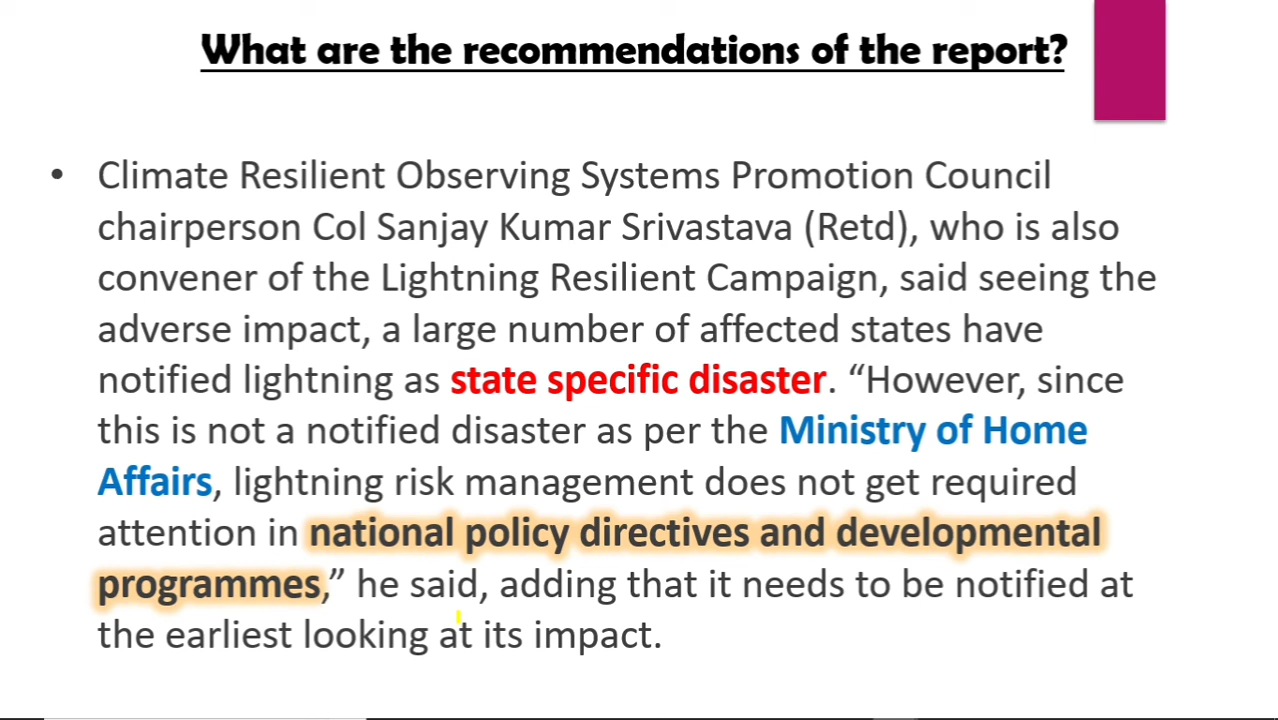 What are the recommendations of the report?
• Climate Resilient Observing Systems Promotion Council
chairperson Col Sanjay Kumar Srivastava (Retd), who is also
convener of the Lightning Resilient Campaign, said seeing the
adverse impact, a large number of affected states have
notified lightning as state specific disaster. “However, since
this is not a notified disaster as per the Ministry of Home
Affairs, lightning risk management does not get required
attention in national policy directives and developmental
programmes,” he said, adding that it needs to be notified at
the earliest looking at its impact.